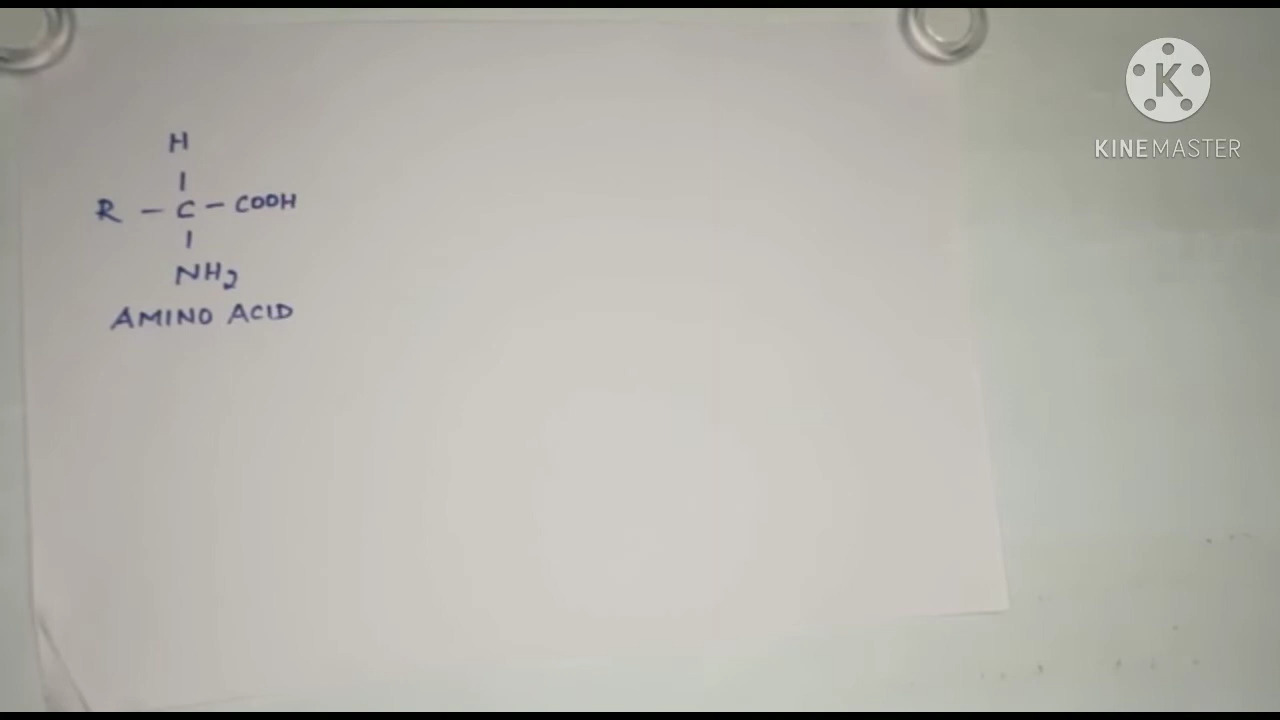 H
|
R - C - COOH
|
NH2
AMINO ACID
K
KINEMASTER